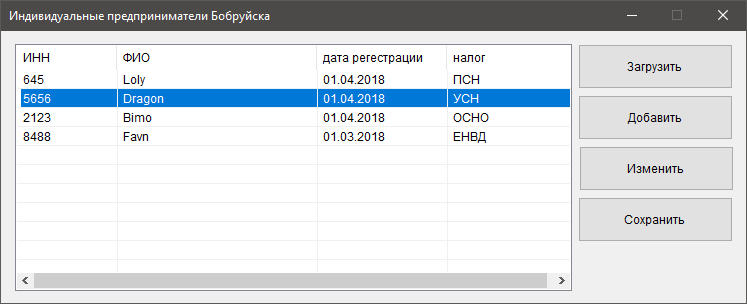 Индивидуальные предприниматели Бобруйска
ИНН ФИО дата регестрации налог
645 Loly 01.04.2018 ПСН
5656 Dragon 01.04.2018 УСН
2123 Bimo 01.04.2018 ОСНО
8488 Favn 01.03.2018 ЕНВД
Загрузить
Добавить
Изменить
Сохранить